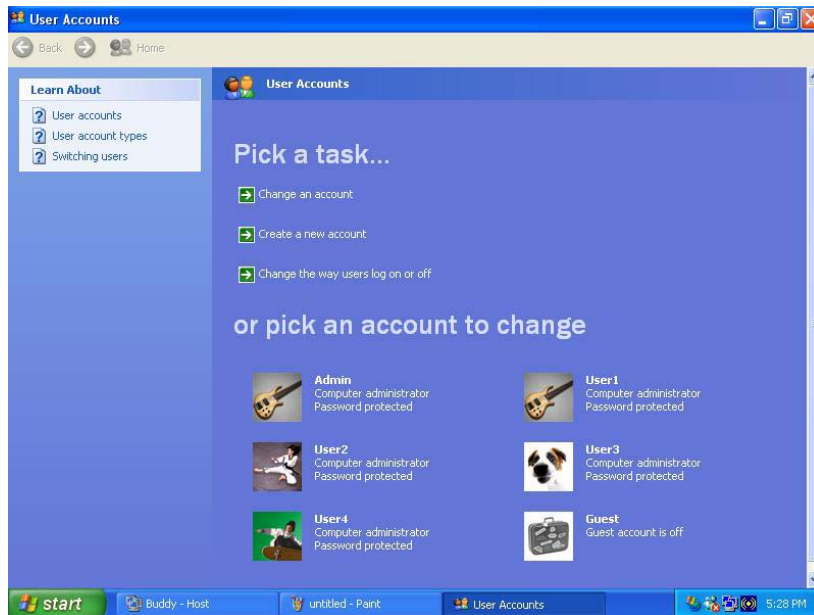 User Accounts
Back
Home
Learn About
User accounts
User account types
Switching users
User Accounts
Pick a task...
Change an account
Create a new account
Change the way users log on or off
or pick an account to change
Admin
Computer administrator
Password protected
User1
Computer administrator
Password protected
User2
Computer administrator
Password protected
User3
Computer administrator
Password protected
User4
Computer administrator
Password protected
Guest
Guest account is off
start
Buddy - Host
untitled - Paint
User Accounts
5:28 PM